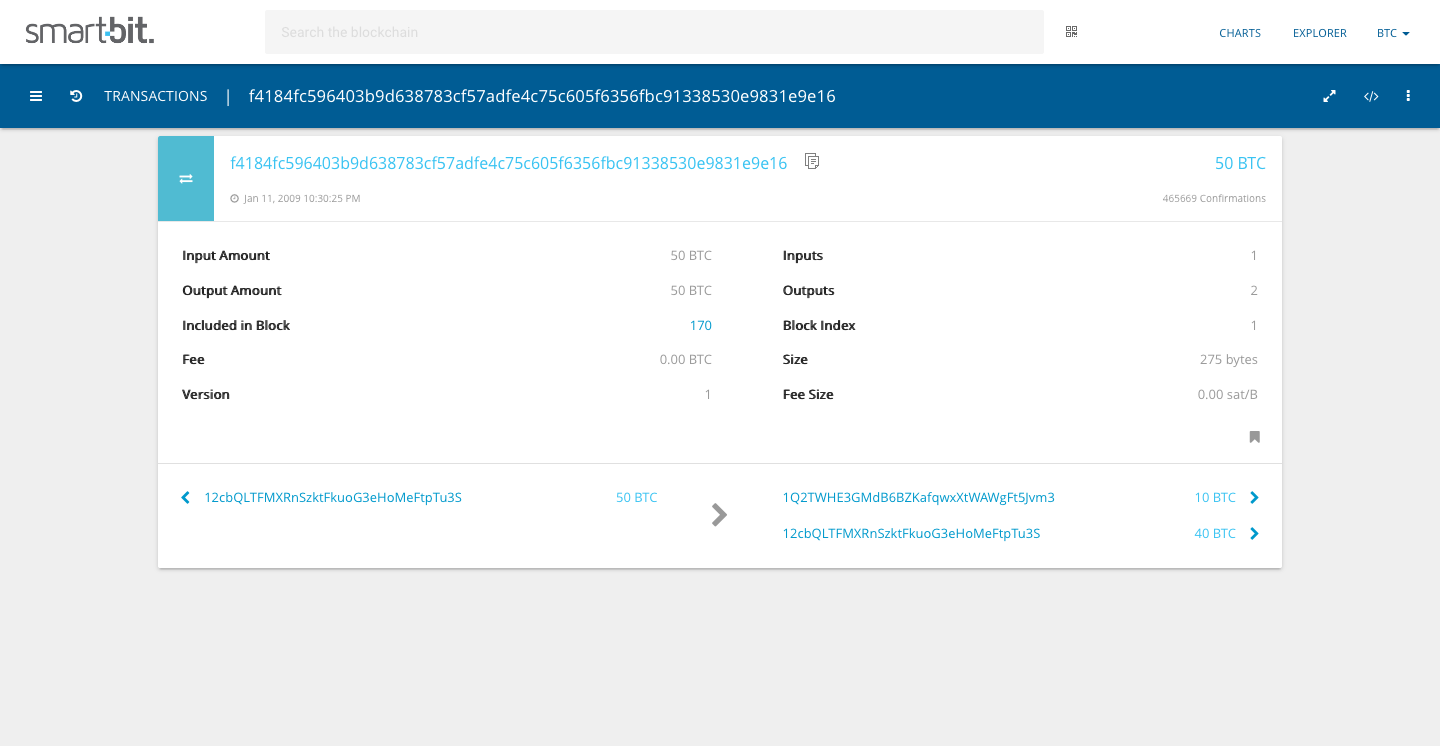 smartbit.
Search the blockchain
CHARTS EXPLORER BTC
TRANSACTIONS | f4184fc596403b9d638783cf57adfe4c75c605f6356fbc91338530e9831e9e16
f4184fc596403b9d638783cf57adfe4c75c605f6356fbc91338530e9831e9e16 50 BTC
Jan 11, 2009 10:30:25 PM 465669 Confirmations
Input Amount 50 BTC Inputs 1
Output Amount 50 BTC Outputs 2
Included in Block 170 Block Index 1
Fee 0.00 BTC Size 275 bytes
Version 1 Fee Size 0.00 sat/B
12cbQLTFMXRnSzktFkuoG3eHoMeFtpTu3S 50 BTC 1Q2TWHE3GMdB6BZKafqwxXtWAWgFt5Jvm3 10 BTC
12cbQLTFMXRnSzktFkuoG3eHoMeFtpTu3S 40 BTC